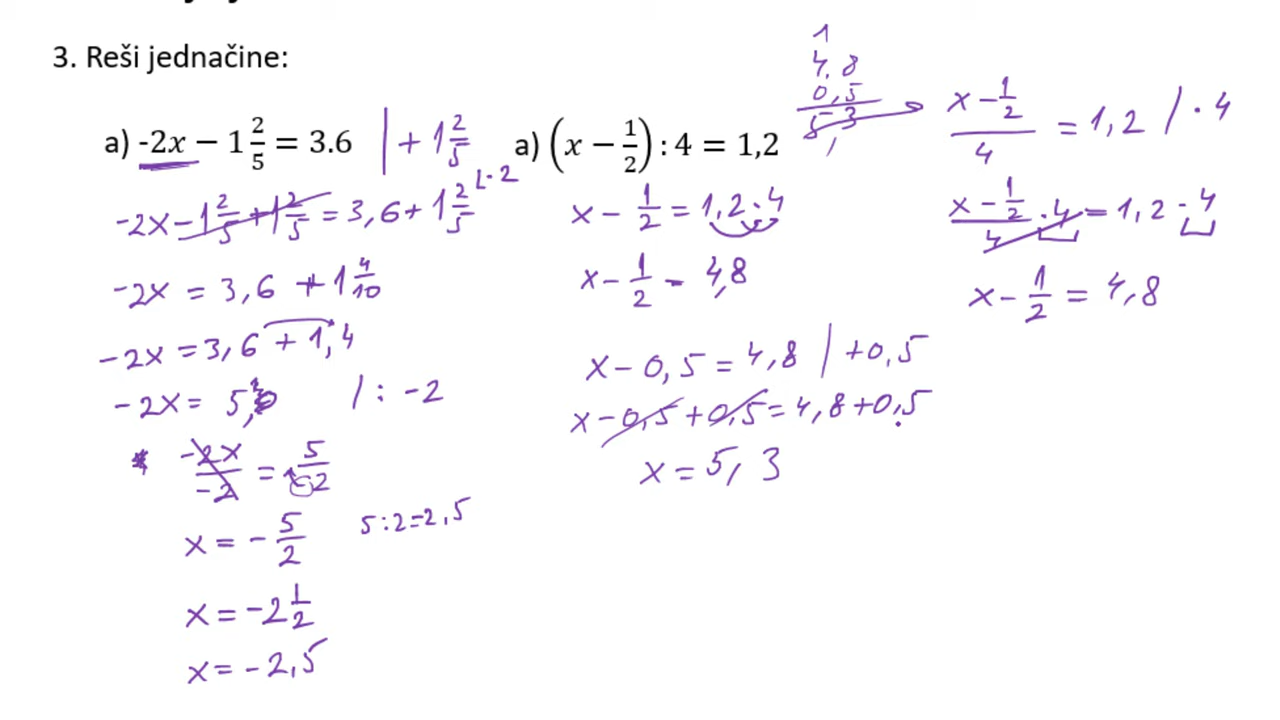 3. Reši jednačine:
a) -2x − 1 2/5 = 3.6 | + 1 2/5
-2x − 1 2/5 + 1 2/5 = 3,6 + 1 2/5 |· 2
-2x = 3,6 + 1 4/10
-2x = 3,6 + 1,4
-2x = 5, / : -2
-2x/-2 = 5/-2
x = - 5/2 5:2=2,5
x = -2 1/2
x = -2,5
a) (x − 1/2) : 4 = 1,2
x - 1/2 = 1,2 · 4
x - 1/2 = 4,8
x - 0,5 = 4,8 | +0,5
x - 0,5 + 0,5 = 4,8 + 0,5
x = 5,3
1
4,8
0,5
5,3
x - 1/2 / 4 = 1,2 / · 4
x - 1/2 / 4 · 4 = 1,2 · 4
x - 1/2 = 4,8